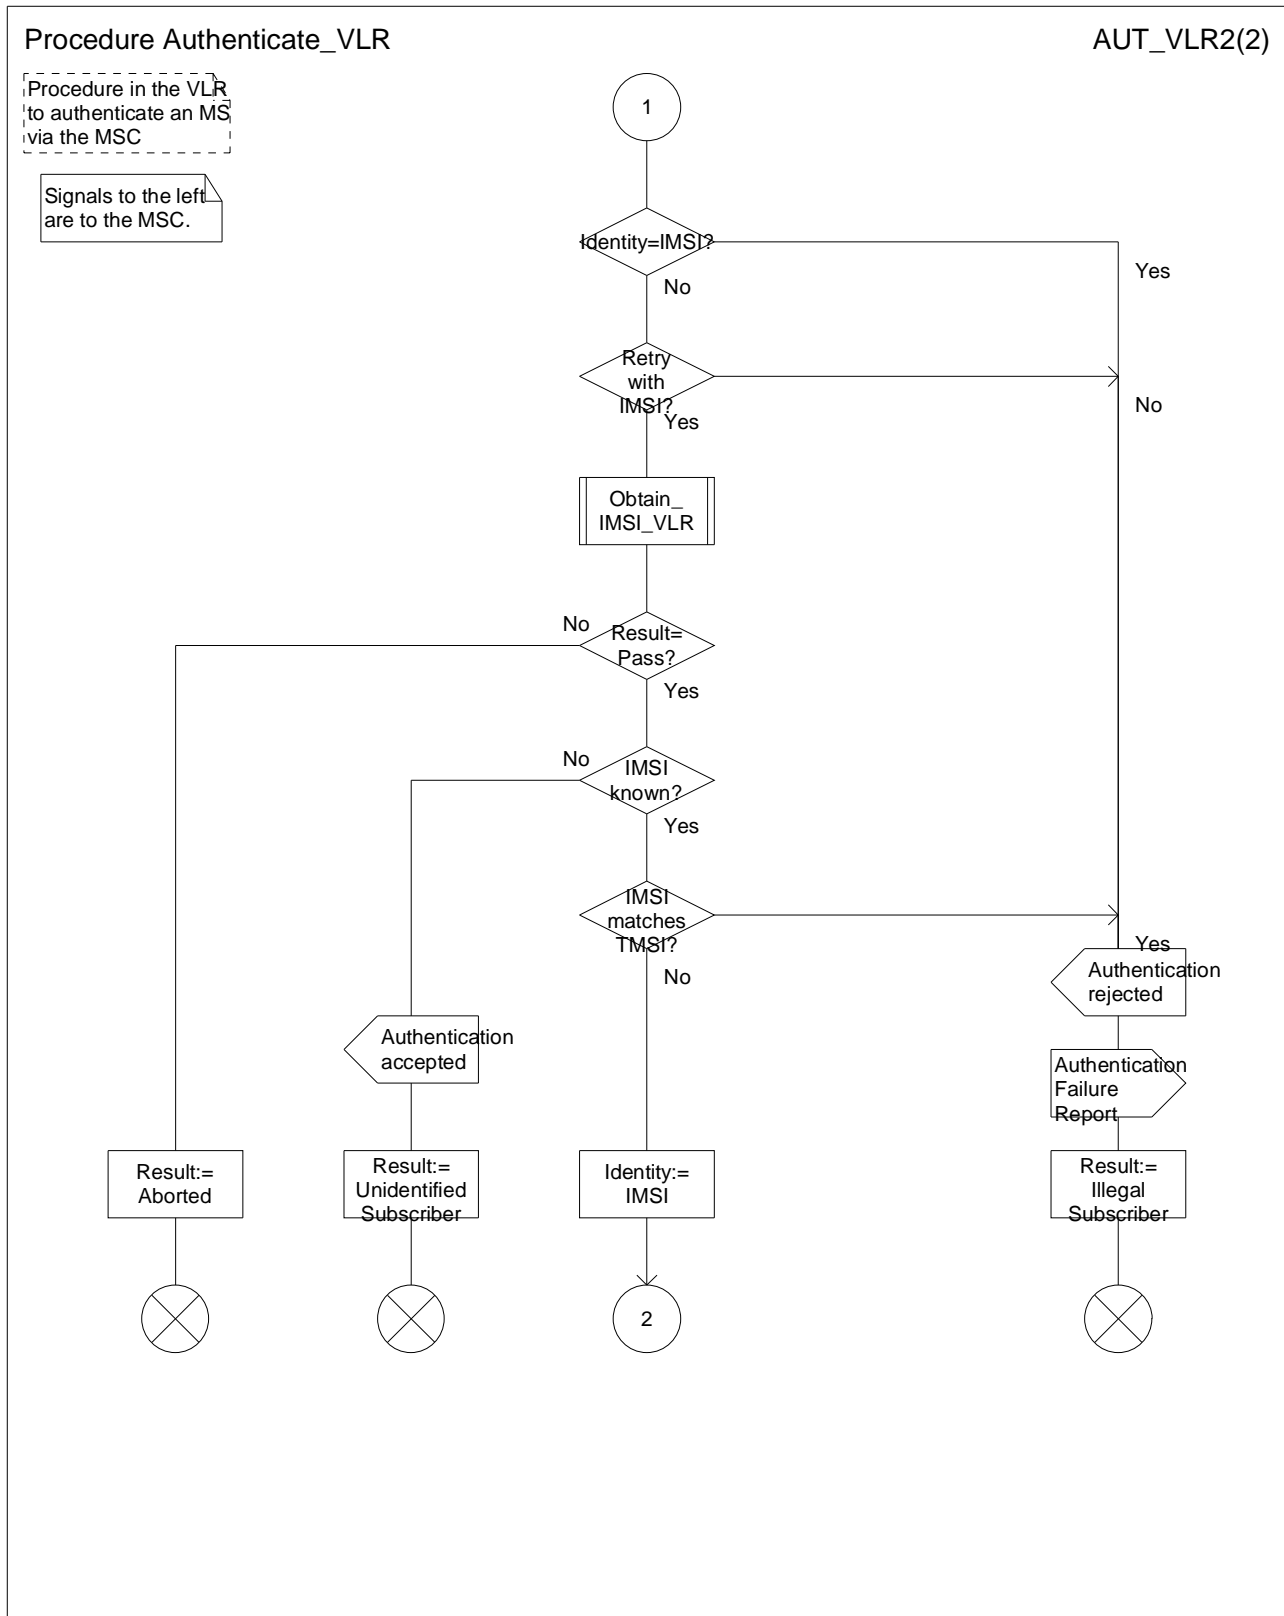 Procedure Authenticate_VLR
AUT_VLR2(2)
Procedure in the VLR
to authenticate an MS
via the MSC
Signals to the left
are to the MSC.
1
Identity=IMSI?
Yes
No
Retry
with
IMSI?
No
Yes
Obtain_
IMSI_VLR
No
Result=
Pass?
Yes
No
IMSI
known?
Yes
IMSI
matches
TMSI?
Yes
No
Authentication
rejected
Authentication
accepted
Authentication
Failure
Report
Result:=
Aborted
Result:=
Unidentified
Subscriber
Identity:=
IMSI
Result:=
Illegal
Subscriber
2